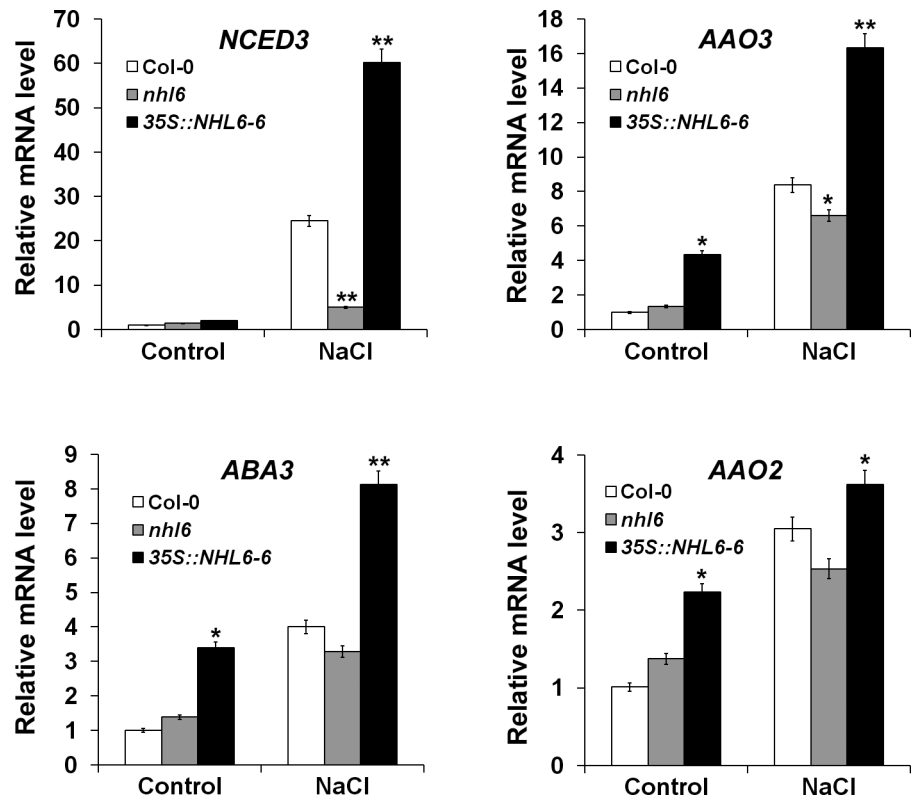 NCED3
Relative mRNA level
70
60
50
40
30
20
10
0
Col-0
nhl6
35S::NHL6-6
**
**
Control
NaCl
AAO3
Relative mRNA level
18
16
14
12
10
8
6
4
2
0
Col-0
nhl6
35S::NHL6-6
*
*
**
Control
NaCl
ABA3
Relative mRNA level
9
8
7
6
5
4
3
2
1
0
Col-0
nhl6
35S::NHL6-6
*
**
Control
NaCl
AAO2
Relative mRNA level
4
3
2
1
0
Col-0
nhl6
35S::NHL6-6
*
*
Control
NaCl